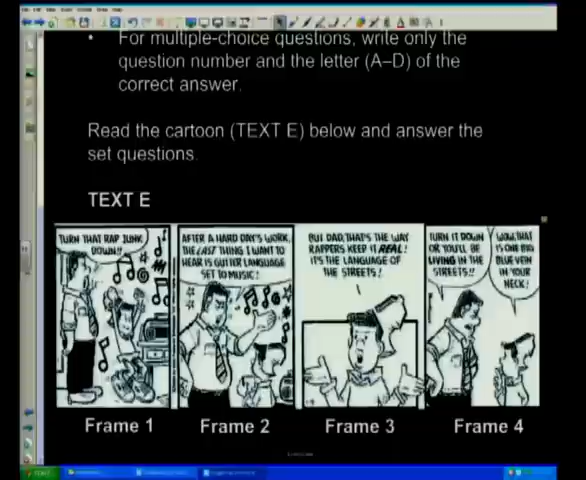 • For multiple-choice questions, write only the
question number and the letter (A–D) of the
correct answer.
Read the cartoon (TEXT E) below and answer the
set questions.
TEXT E
TURN THAT RAP JUNK
DOWN!!
AFTER A HARD DAY'S WORK,
THE LAST THING I WANT TO
HEAR IS GUTTER LANGUAGE
SET TO MUSIC!
BUT DAD, THAT'S THE WAY
RAPPERS KEEP IT REAL!
IT'S THE LANGUAGE OF
THE STREETS!
TURN IT DOWN
OR YOU'LL BE
LIVING IN THE
STREETS!!
WOW, THAT
IS ONE BIG
BLUE VEIN
IN YOUR
NECK!
Frame 1
Frame 2
Frame 3
Frame 4